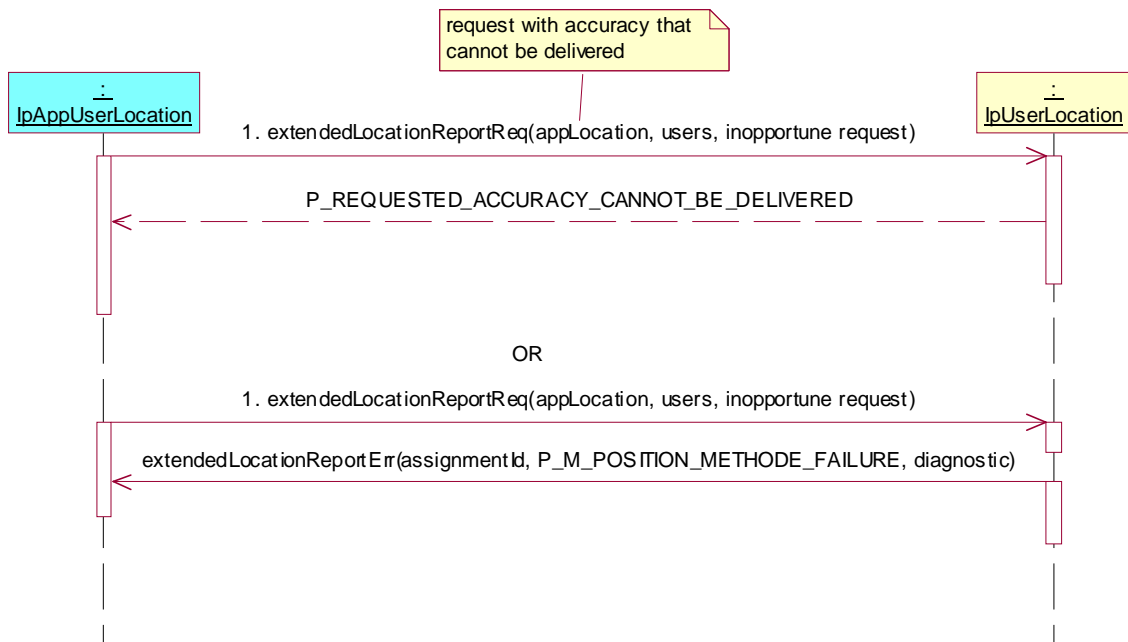 request with accuracy that
cannot be delivered
:
IpAppUserLocation
:
IpUserLocation
1. extendedLocationReportReq(appLocation, users, inopportune request)
P_REQUESTED_ACCURACY_CANNOT_BE_DELIVERED
OR
1. extendedLocationReportReq(appLocation, users, inopportune request)
extendedLocationReportErr(assignmentId, P_M_POSITION_METHODE_FAILURE, diagnostic)